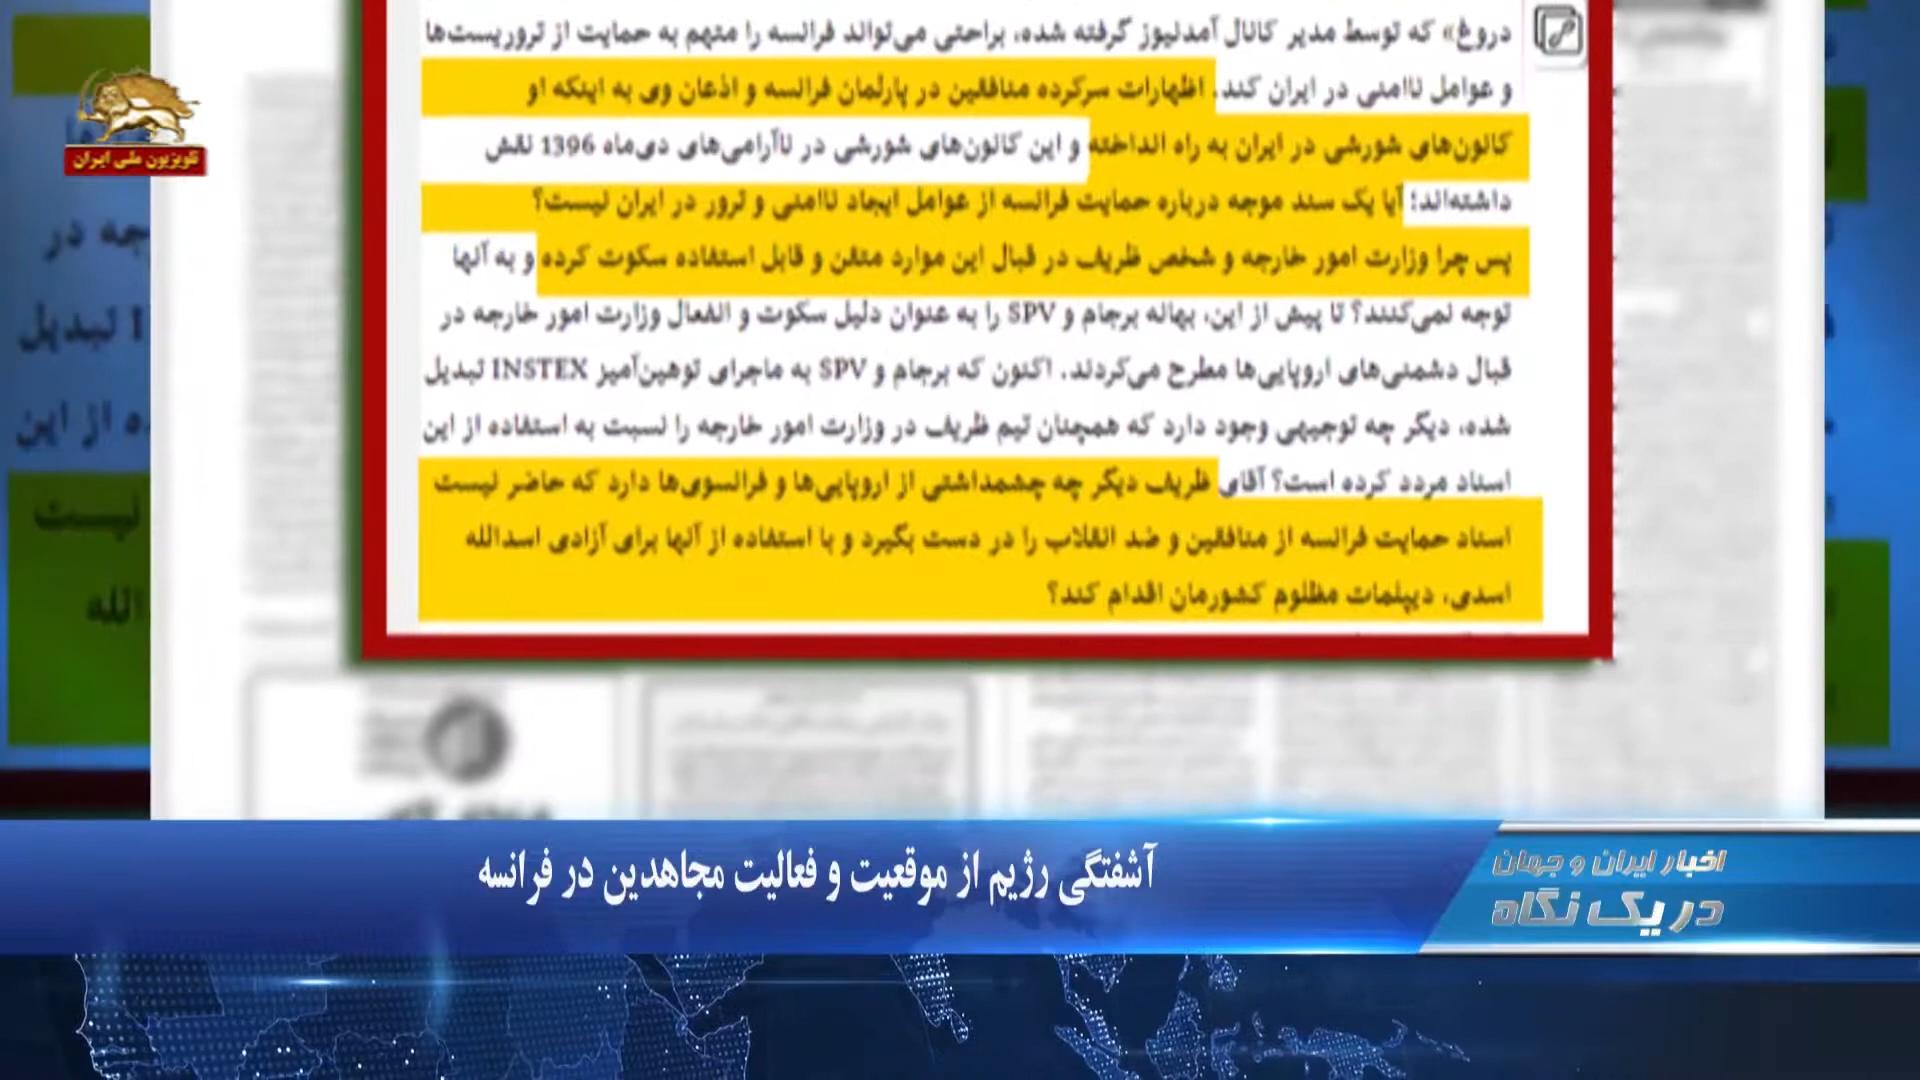 دروغ» که توسط مدیر کانال آمدنیوز گرفته شده، براحتی می‌تواند فرانسه را متهم به حمایت از تروریست‌ها
و عوامل ناامنی در ایران کند. اظهارات سرکرده منافقین در پارلمان فرانسه و اذعان وی به اینکه او
کانون‌های شورشی در ایران به راه انداخته و این کانون‌های شورشی در ناآرامی‌های دی‌ماه 1396 نقش
داشته‌اند؛ آیا یک سند موجه درباره حمایت فرانسه از عوامل ایجاد ناامنی و ترور در ایران نیست؟
پس چرا وزارت امور خارجه و شخص ظریف در قبال این موارد متقن و قابل استفاده سکوت کرده و به آنها
توجه نمی‌کنند؟ تا پیش از این، بهانه برجام و SPV را به عنوان دلیل سکوت و انفعال وزارت امور خارجه در
قبال دشمنی‌های اروپایی‌ها مطرح می‌کردند. اکنون که برجام و SPV به ماجرای توهین‌آمیز INSTEX تبدیل
شده، دیگر چه توجیهی وجود دارد که همچنان تیم ظریف در وزارت امور خارجه را نسبت به استفاده از این
اسناد مردد کرده است؟ آقای ظریف دیگر چه چشمداشتی از اروپایی‌ها و فرانسوی‌ها دارد که حاضر نیست
اسناد حمایت فرانسه از منافقین و ضد انقلاب را در دست بگیرد و با استفاده از آنها برای آزادی اسدالله
اسدی، دیپلمات مظلوم کشورمان اقدام کند؟
تلویزیون ملی ایران
جه در
تبدیل I
ه از این
نیست
الله
اخبار ایران و جهان
در یک نگاه
آشفتگی رژیم از موقعیت و فعالیت مجاهدین در فرانسه